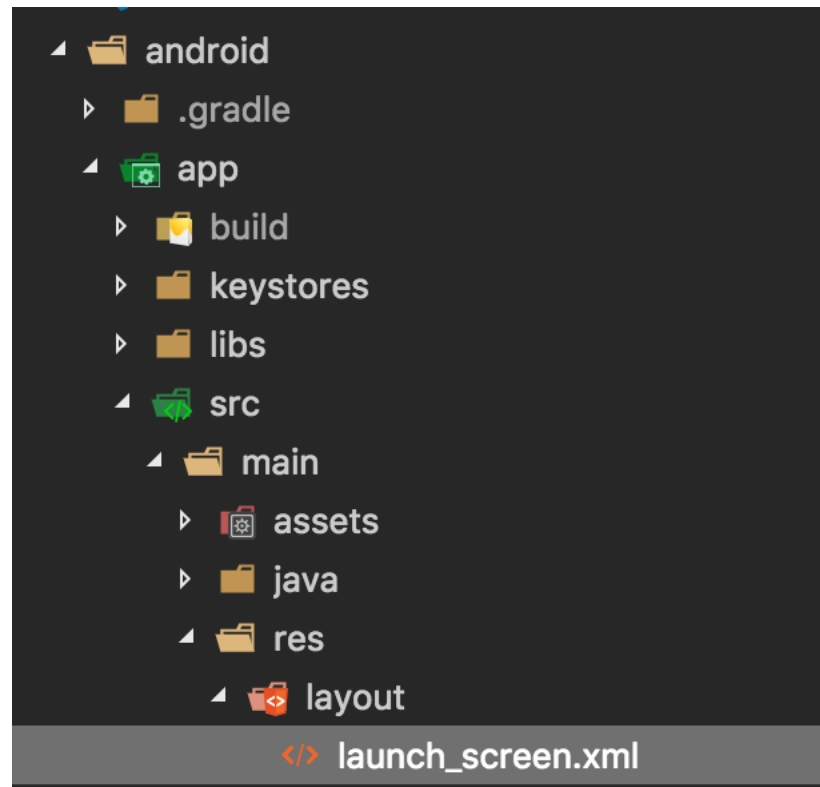 android
.gradle
app
build
keystores
libs
src
main
assets
java
res
layout
launch_screen.xml